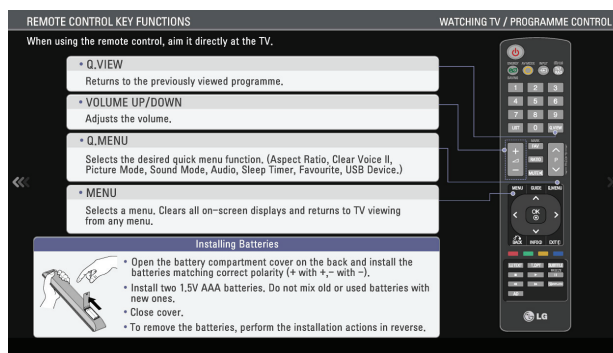 REMOTE CONTROL KEY FUNCTIONS
WATCHING TV / PROGRAMME CONTROL
When using the remote control, aim it directly at the TV.
• Q.VIEW
Returns to the previously viewed programme.
• VOLUME UP/DOWN
Adjusts the volume.
• Q.MENU
Selects the desired quick menu function. (Aspect Ratio, Clear Voice II,
Picture Mode, Sound Mode, Audio, Sleep Timer, Favourite, USB Device.)
• MENU
Selects a menu. Clears all on-screen displays and returns to TV viewing
from any menu.
Installing Batteries
• Open the battery compartment cover on the back and install the
batteries matching correct polarity (+ with +,- with -).
• Install two 1.5V AAA batteries. Do not mix old or used batteries with
new ones.
• Close cover.
• To remove the batteries, perform the installation actions in reverse.
1 2 3
4 5 6
7 8 9
LIST 0 Q.VIEW
FAV
+ P
RATIO
- MUTE
MENU GUIDE Q.MENU
OK
BACK INFO EXIT
LG